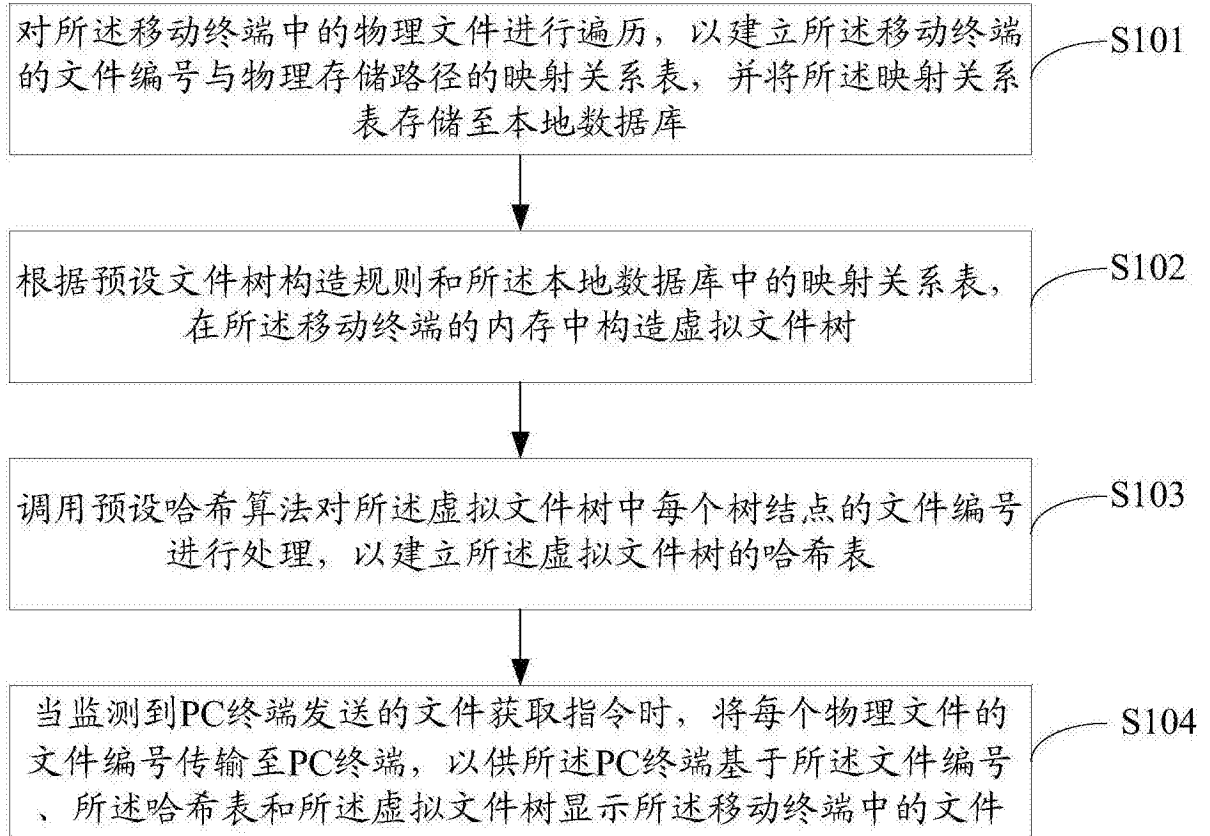 对所述移动终端中的物理文件进行遍历，以建立所述移动终端
的文件编号与物理存储路径的映射关系表，并将所述映射关系
表存储至本地数据库
S101
根据预设文件树构造规则和所述本地数据库中的映射关系表，
在所述移动终端的内存中构造虚拟文件树
S102
调用预设哈希算法对所述虚拟文件树中每个树结点的文件编号
进行处理，以建立所述虚拟文件树的哈希表
S103
当监测到PC终端发送的文件获取指令时，将每个物理文件的
文件编号传输至PC终端，以供所述PC终端基于所述文件编号
、所述哈希表和所述虚拟文件树显示所述移动终端中的文件
S104